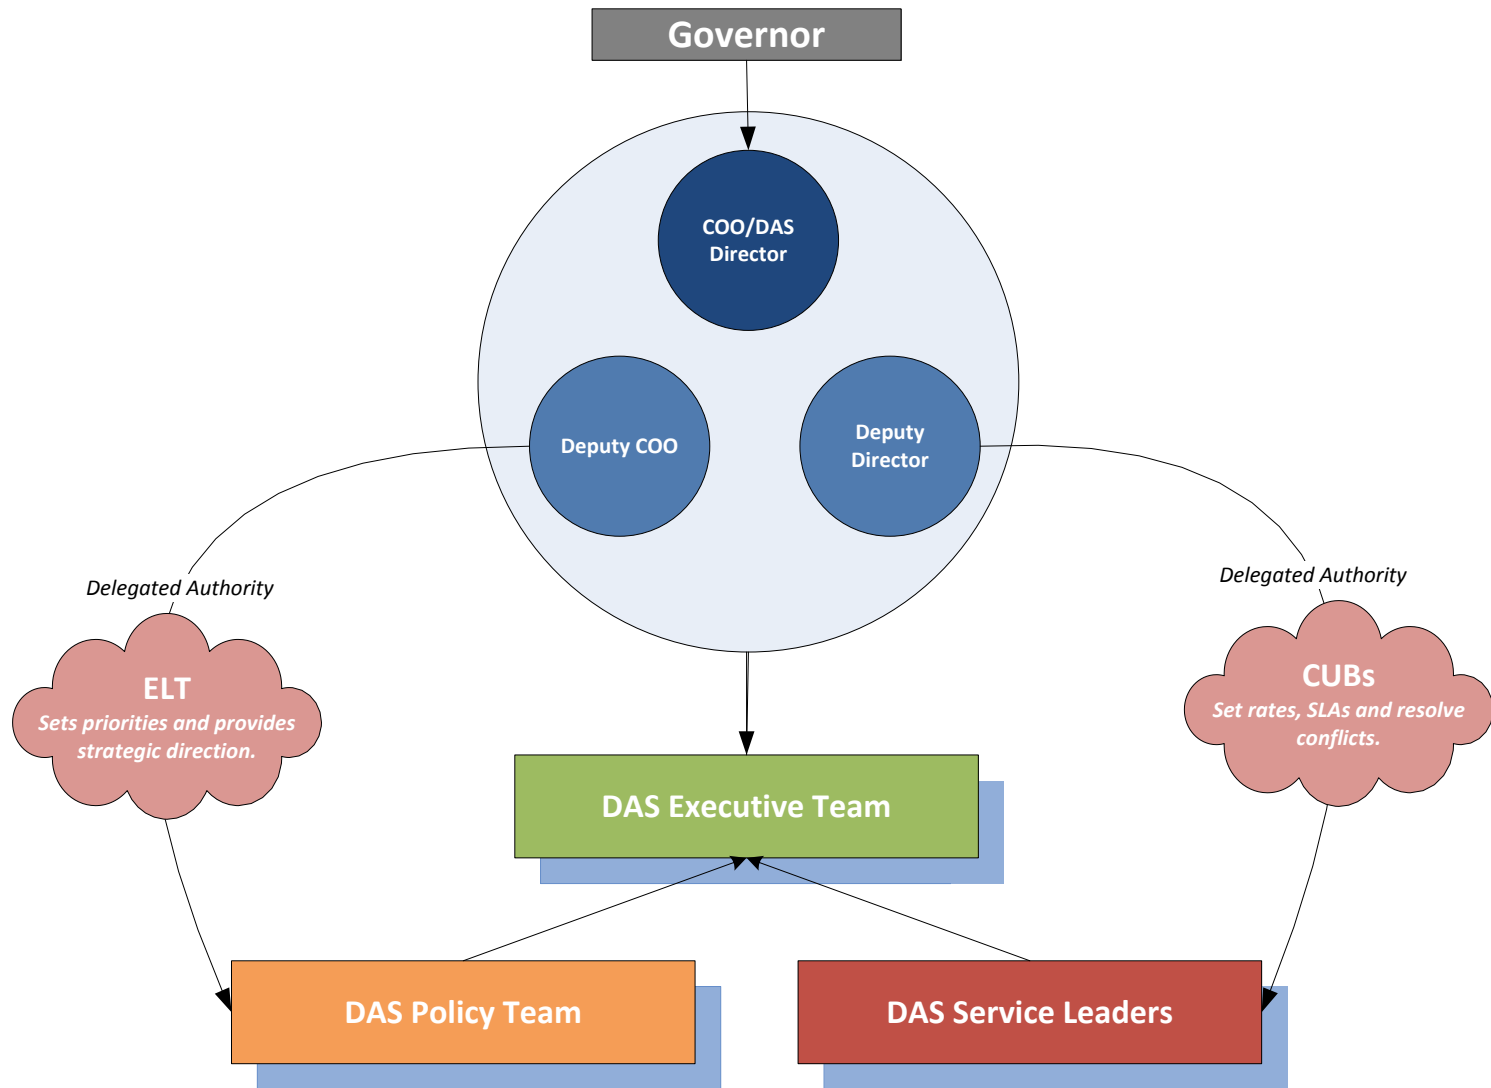 Governor
COO/DAS
Director
Deputy COO
Deputy
Director
Delegated Authority
Delegated Authority
ELT
Sets priorities and provides
strategic direction.
CUBs
Set rates, SLAs and resolve
conflicts.
DAS Executive Team
DAS Policy Team
DAS Service Leaders